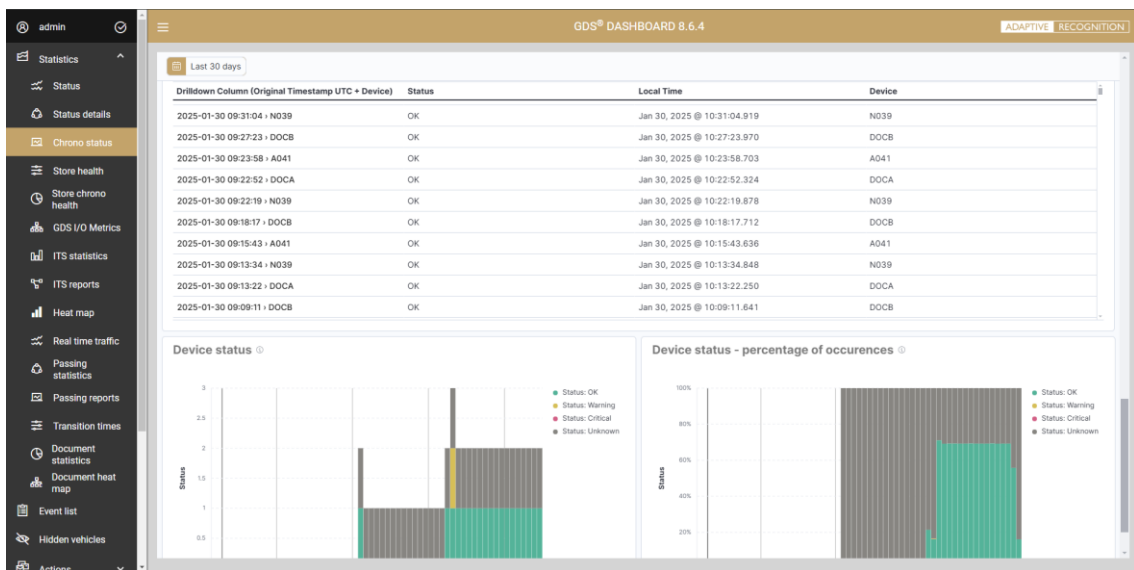 admin
GDS® DASHBOARD 8.6.4
ADAPTIVE RECOGNITION
Statistics
Status
Status details
Chrono status
Store health
Store chrono
health
GDS I/O Metrics
ITS statistics
ITS reports
Heat map
Real time traffic
Passing
statistics
Passing reports
Transition times
Document
statistics
Document heat
map
Event list
Hidden vehicles
Actions
Last 30 days
Drilldown Column (Original Timestamp UTC + Device) Status Local Time Device
2025-01-30 09:31:04 › N039 OK Jan 30, 2025 @ 10:31:04.919 N039
2025-01-30 09:27:23 › DOCB OK Jan 30, 2025 @ 10:27:23.970 DOCB
2025-01-30 09:23:58 › A041 OK Jan 30, 2025 @ 10:23:58.703 A041
2025-01-30 09:22:52 › DOCA OK Jan 30, 2025 @ 10:22:52.324 DOCA
2025-01-30 09:22:19 › N039 OK Jan 30, 2025 @ 10:22:19.878 N039
2025-01-30 09:18:17 › DOCB OK Jan 30, 2025 @ 10:18:17.712 DOCB
2025-01-30 09:15:43 › A041 OK Jan 30, 2025 @ 10:15:43.636 A041
2025-01-30 09:13:34 › N039 OK Jan 30, 2025 @ 10:13:34.848 N039
2025-01-30 09:13:22 › DOCA OK Jan 30, 2025 @ 10:13:22.250 DOCA
2025-01-30 09:09:11 › DOCB OK Jan 30, 2025 @ 10:09:11.641 DOCB
Device status
3
2.5
2
1.5
1
0.5
Status
Status: OK
Status: Warning
Status: Critical
Status: Unknown
Device status - percentage of occurences
100%
80%
60%
40%
20%
Status
Status: OK
Status: Warning
Status: Critical
Status: Unknown